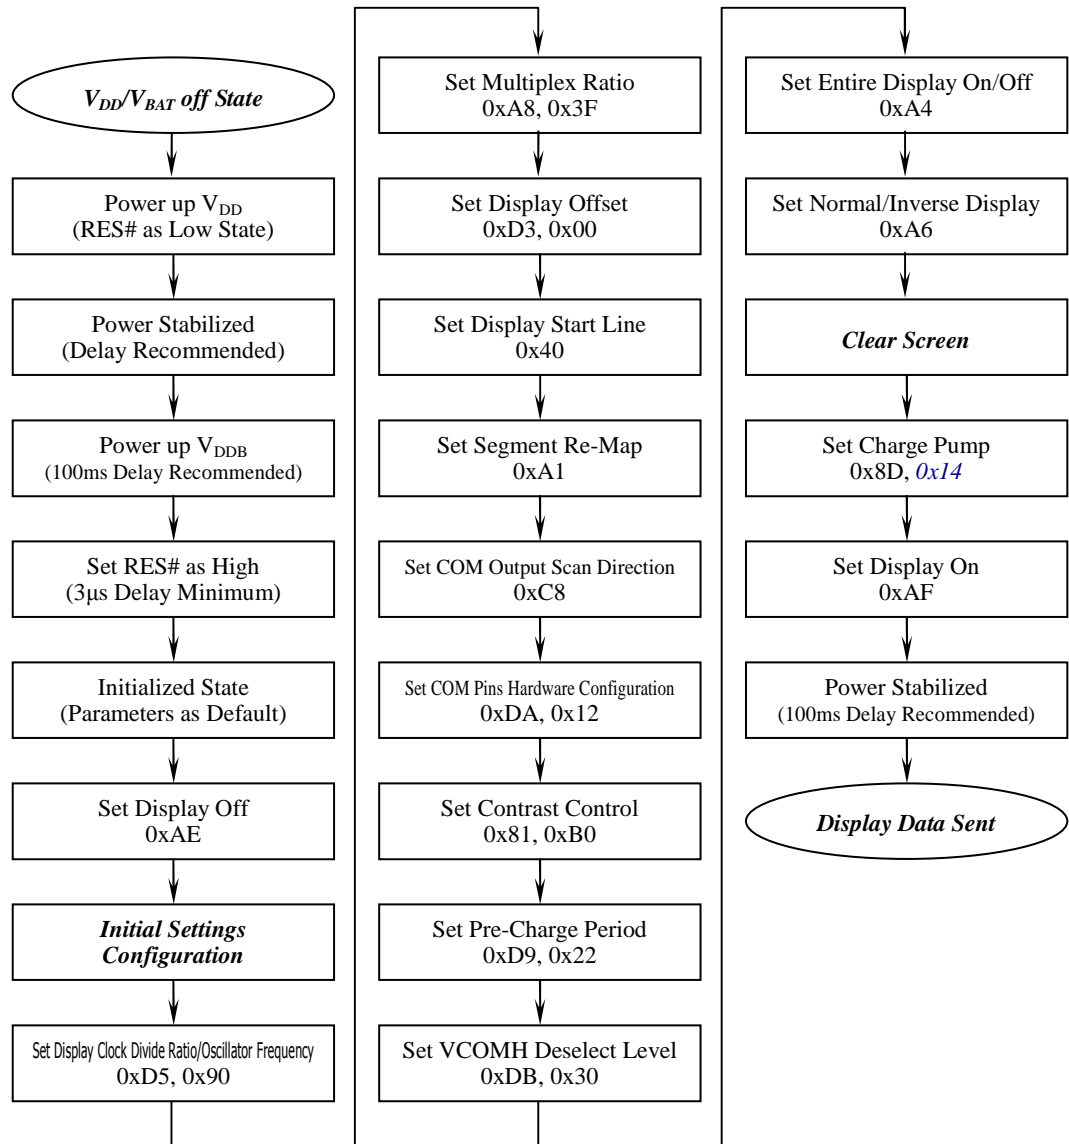 V_DD/V_BAT off State
Power up V_DD
(RES# as Low State)
Power Stabilized
(Delay Recommended)
Power up V_DDB
(100ms Delay Recommended)
Set RES# as High
(3μs Delay Minimum)
Initialized State
(Parameters as Default)
Set Display Off
0xAE
Initial Settings
Configuration
Set Display Clock Divide Ratio/Oscillator Frequency
0xD5, 0x90
Set Multiplex Ratio
0xA8, 0x3F
Set Display Offset
0xD3, 0x00
Set Display Start Line
0x40
Set Segment Re-Map
0xA1
Set COM Output Scan Direction
0xC8
Set COM Pins Hardware Configuration
0xDA, 0x12
Set Contrast Control
0x81, 0xB0
Set Pre-Charge Period
0xD9, 0x22
Set VCOMH Deselect Level
0xDB, 0x30
Set Entire Display On/Off
0xA4
Set Normal/Inverse Display
0xA6
Clear Screen
Set Charge Pump
0x8D, 0x14
Set Display On
0xAF
Power Stabilized
(100ms Delay Recommended)
Display Data Sent